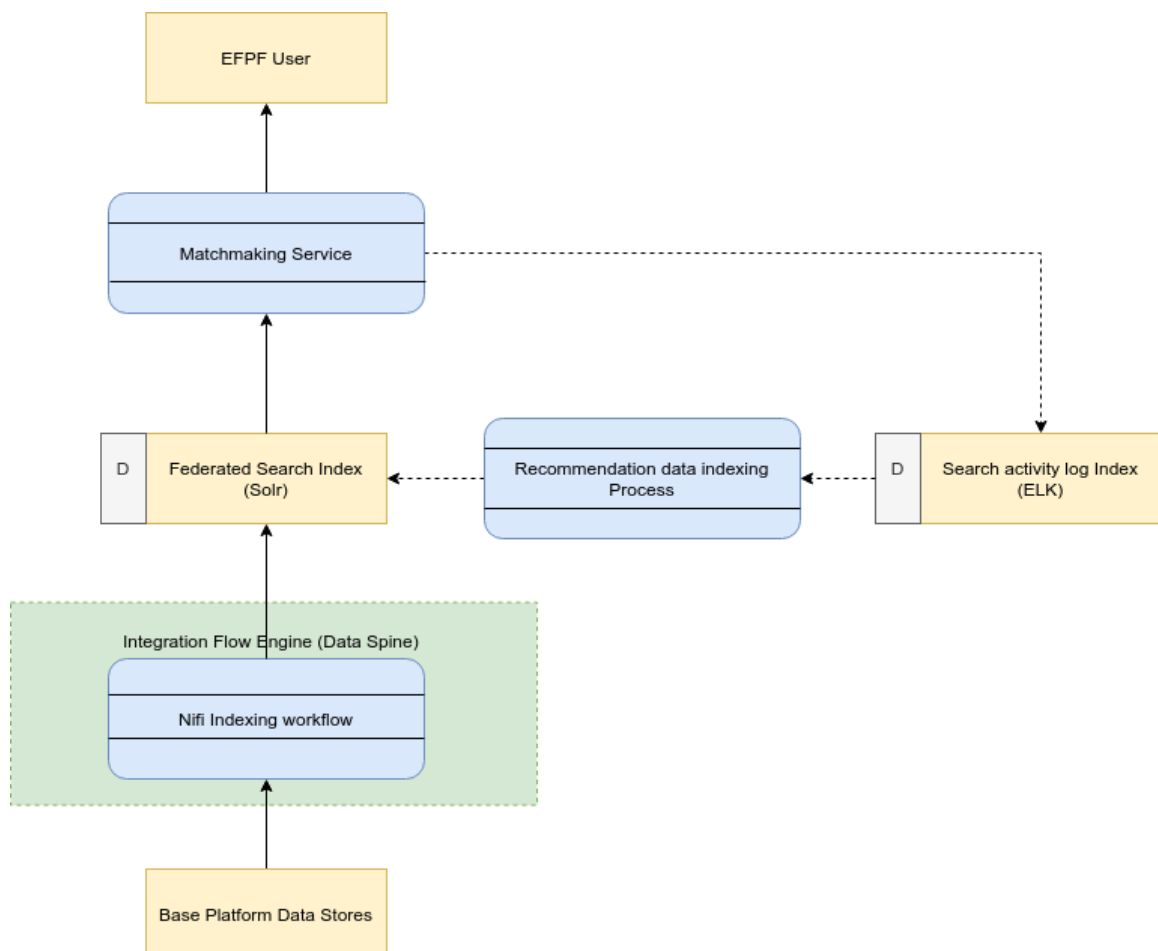 EFPF User
Matchmaking Service
D
Federated Search Index
(Solr)
Recommendation data indexing
Process
D
Search activity log Index
(ELK)
Integration Flow Engine (Data Spine)
Nifi Indexing workflow
Base Platform Data Stores